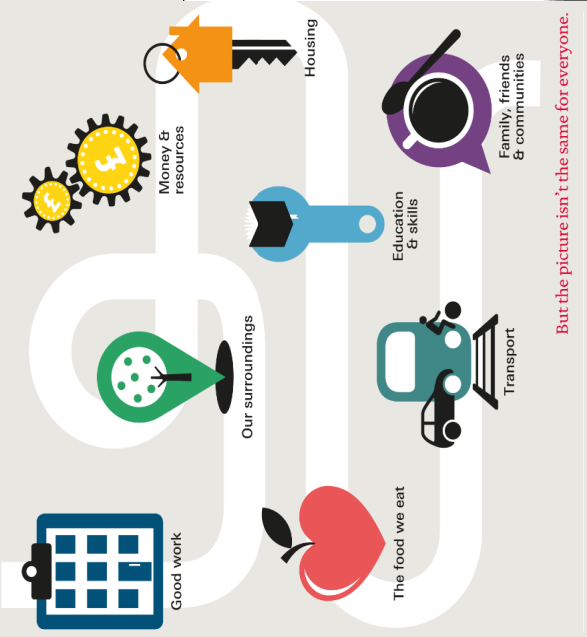 Good work
Our surroundings
Money &
resources
£
£
Housing
The food we eat
Education
& skills
Transport
Family, friends
& communities
But the picture isn't the same for everyone.